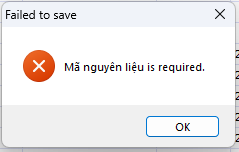 Failed to save
Mã nguyên liệu is required.
OK